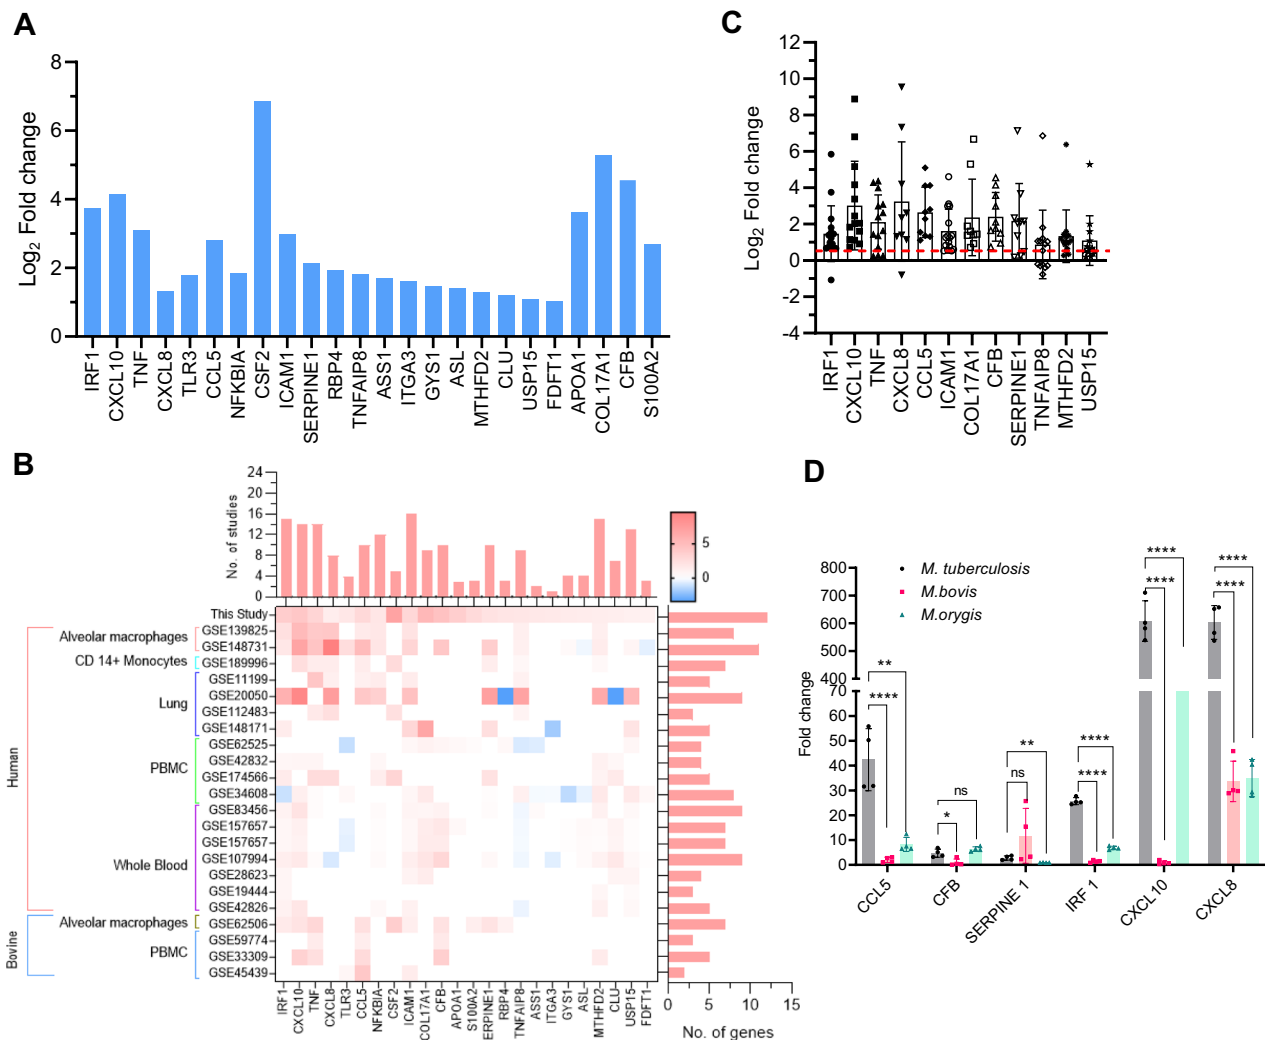 A
Log2 Fold change
8
6
4
2
0
IRF1
CXCL10
TNF
CXCL8
TLR3
CCL5
NFKBIA
CSF2
ICAM1
SERPINE1
RBP4
TNFAIP8
ASS1
ITGA3
GYS1
ASL
MTHFD2
CLU
USP15
FDFT1
APOA1
COL17A1
CFB
S100A2
C
Log2 Fold change
12
10
8
6
4
2
0
-2
-4
IRF1
CXCL10
TNF
CXCL8
CCL5
ICAM1
COL17A1
CFB
SERPINE1
TNFAIP8
MTHFD2
USP15
B
No. of studies
24
20
16
12
8
4
0
5
0
This Study
GSE139825
GSE148731
GSE189996
GSE11199
GSE20050
GSE112483
GSE148171
GSE62525
GSE42832
GSE174566
GSE34608
GSE83456
GSE157657
GSE157657
GSE107994
GSE28623
GSE19444
GSE42826
GSE62506
GSE59774
GSE33309
GSE45439
Alveolar macrophages
CD 14+ Monocytes
Lung
PBMC
Whole Blood
Alveolar macrophages
PBMC
Human
Bovine
IRF1
CXCL10
TNF
CXCL8
TLR3
CCL5
NFKBIA
CSF2
ICAM1
COL17A1
CFB
APOA1
S100A2
ERPINE1
RBP4
TNFAIP8
ASS1
ITGA3
GYS1
ASL
MTHFD2
CLU
USP15
FDFT1
0 5 10 15
No. of genes
D
Fold change
800
700
600
500
400
70
60
50
40
30
20
10
0
M. tuberculosis
M.bovis
M.orygis
**
****
ns
*
**
ns
****
****
****
****
****
****
CCL5
CFB
SERPINE 1
IRF 1
CXCL10
CXCL8